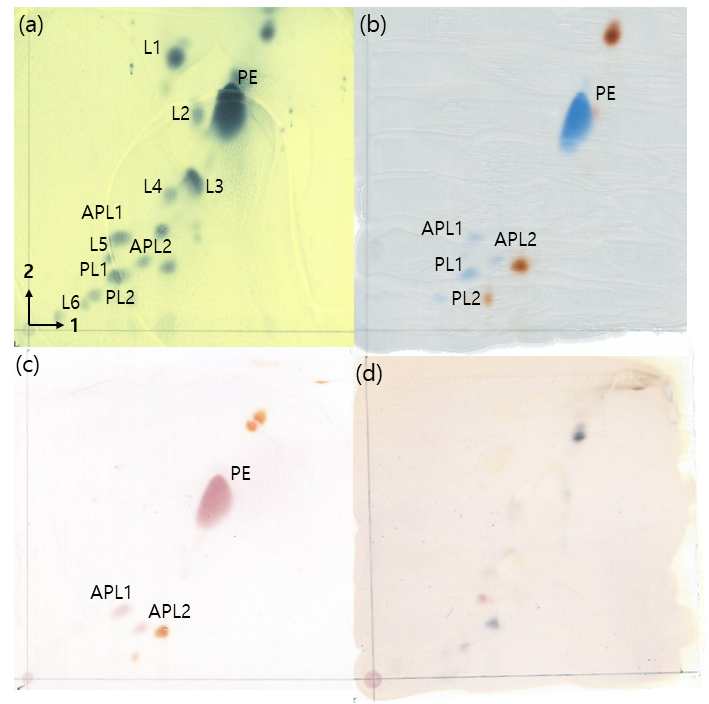 (a)
L1
PE
L2
L4
L3
APL1
L5
APL2
PL1
2
L6
PL2
1
(b)
PE
APL1
APL2
PL1
PL2
(c)
PE
APL1
APL2
(d)